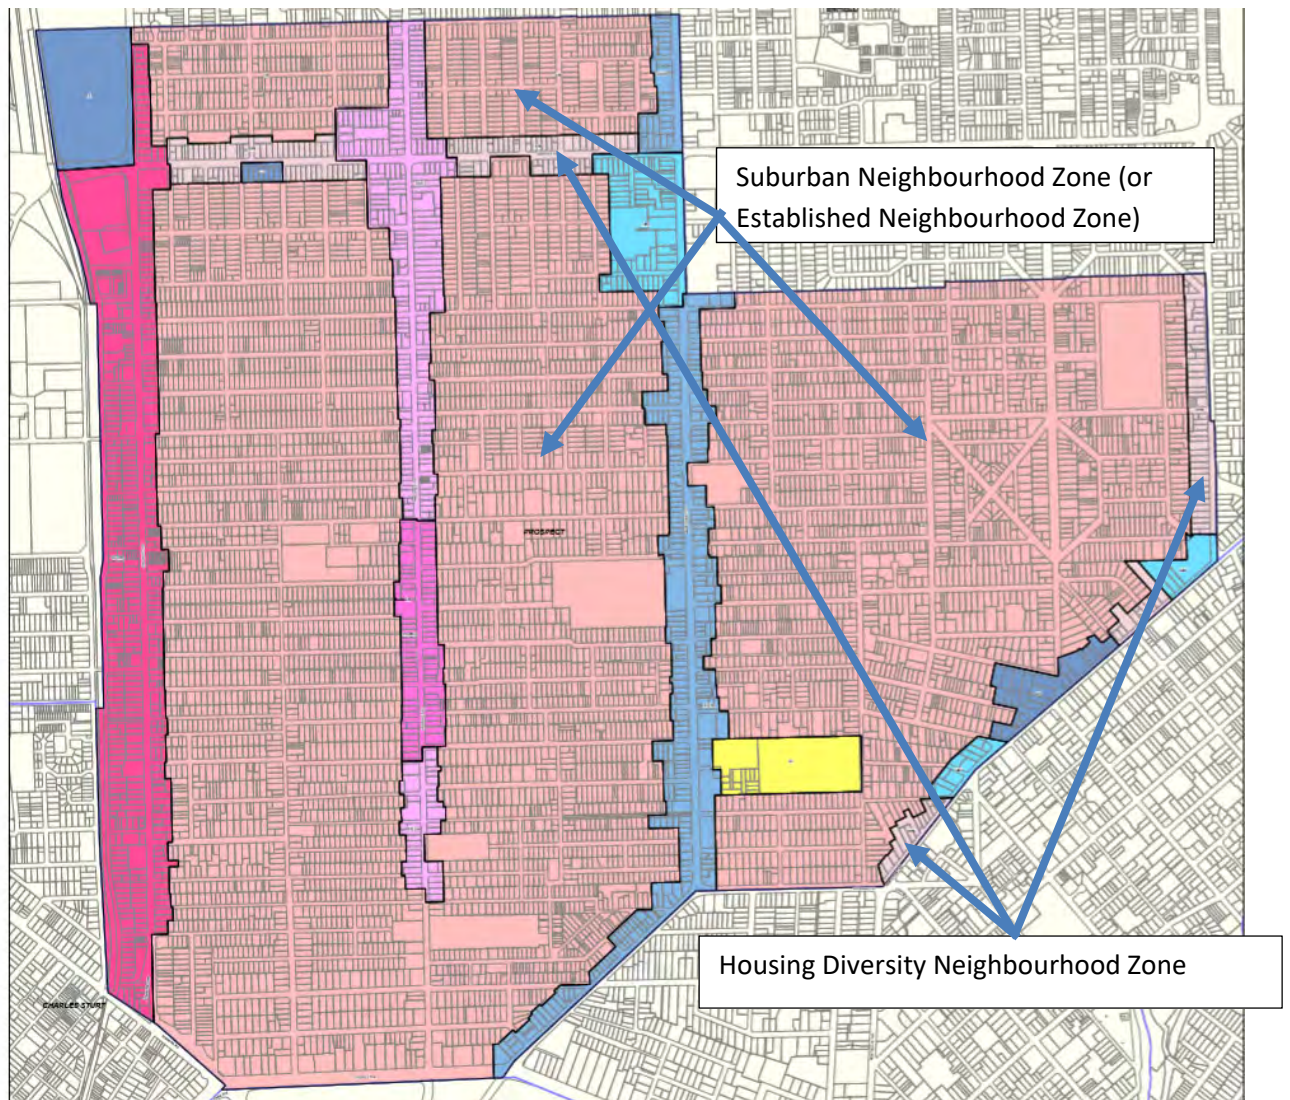 Suburban Neighbourhood Zone (or
Established Neighbourhood Zone)
PROSPECT
Housing Diversity Neighbourhood Zone
CHARLES STURT